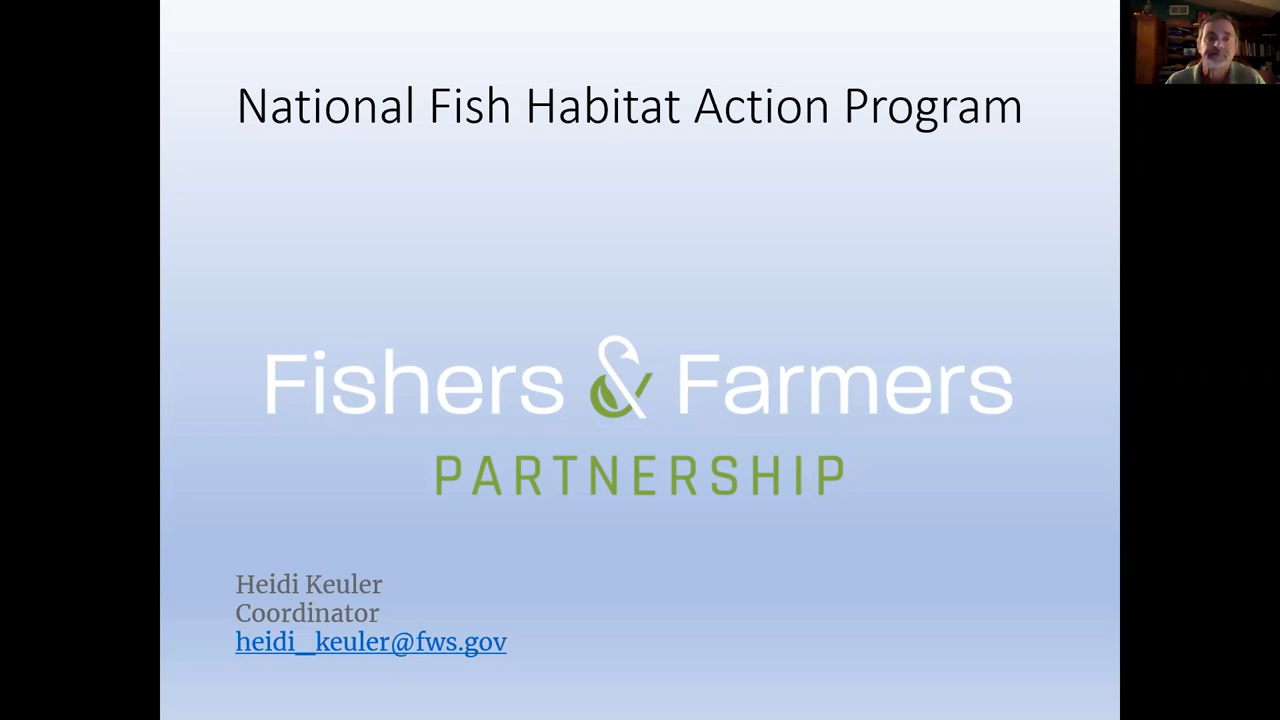 National Fish Habitat Action Program
Fishers & Farmers
PARTNERSHIP
Heidi Keuler
Coordinator
heidi_keuler@fws.gov